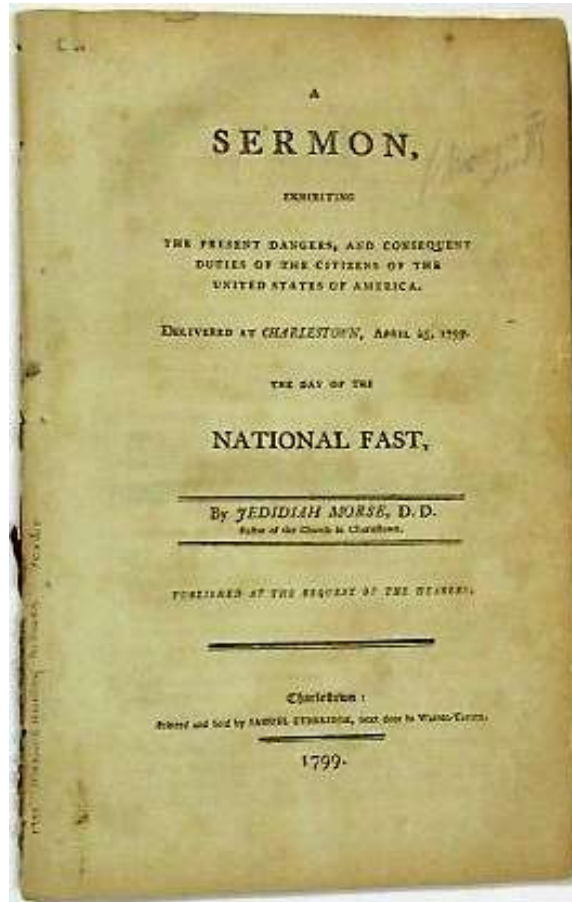 A
SERMON,
EXHIBITING
THE PRESENT DANGERS, AND CONSEQUENT
DUTIES OF THE CITIZENS OF THE
UNITED STATES OF AMERICA.
DELIVERED AT CHARLESTOWN, APRIL 25, 1799.
THE DAY OF THE
NATIONAL FAST,
By JEDIDIAH MORSE, D. D.
Pastor of the Church in Charlestown.
PUBLISHED AT THE REQUEST OF THE HEARERS.
Charlestown:
Printed and sold by SAMUEL ETHERIDGE, next door to Warren-Tavern.
1799.